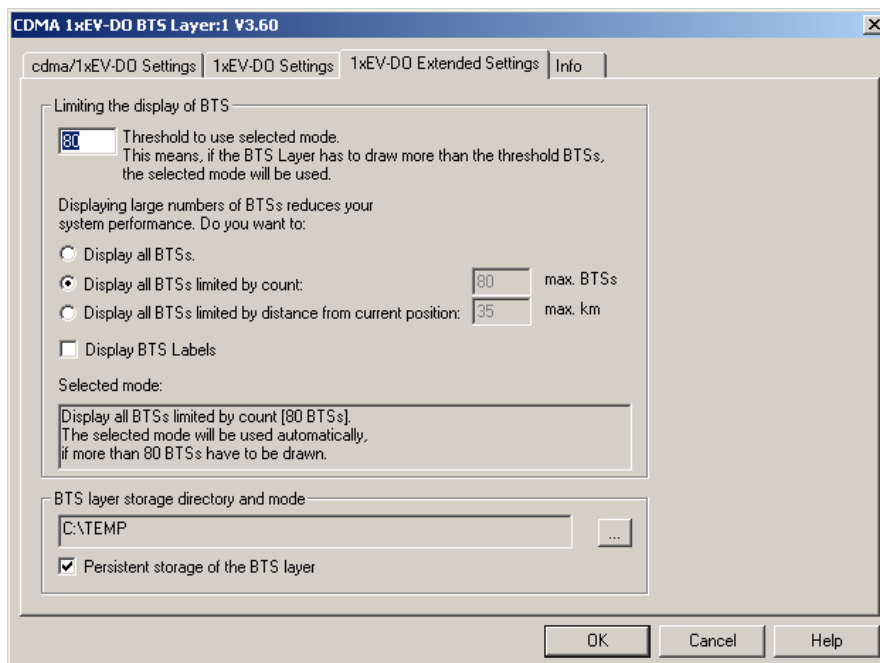 CDMA 1xEV-DO BTS Layer:1 V3.60
cdma/1xEV-DO Settings
1xEV-DO Settings
1xEV-DO Extended Settings
Info
Limiting the display of BTS
80
Threshold to use selected mode.
This means, if the BTS Layer has to draw more than the threshold BTSs,
the selected mode will be used.
Displaying large numbers of BTSs reduces your
system performance. Do you want to:
Display all BTSs.
Display all BTSs limited by count:
80
max. BTSs
Display all BTSs limited by distance from current position:
35
max. km
Display BTS Labels
Selected mode:
Display all BTSs limited by count [80 BTSs].
The selected mode will be used automatically,
if more than 80 BTSs have to be drawn.
BTS layer storage directory and mode
C:\TEMP
...
Persistent storage of the BTS layer
OK
Cancel
Help